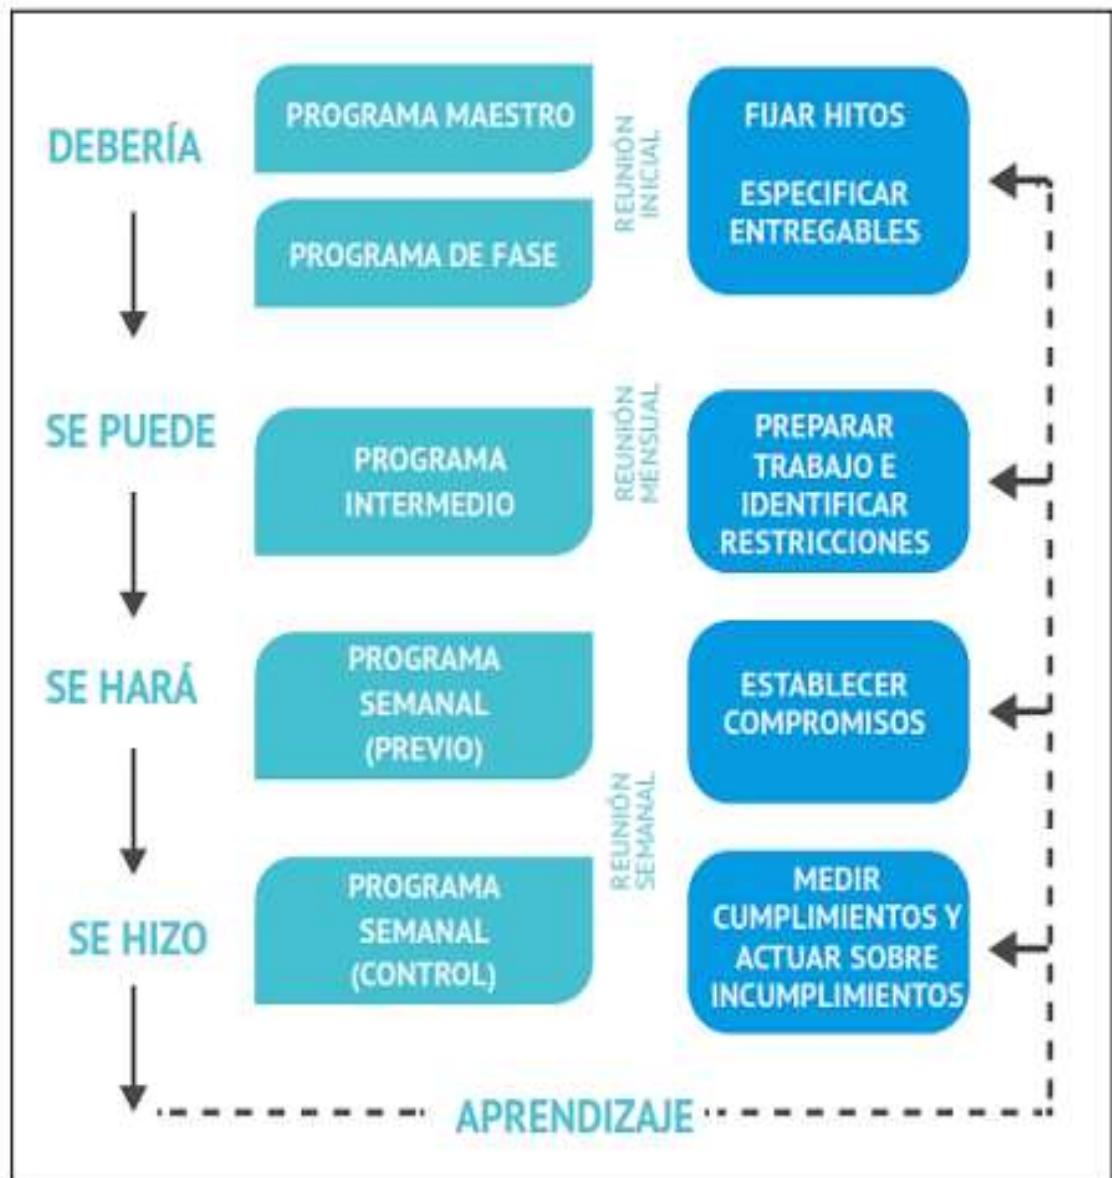 DEBERÍA
PROGRAMA MAESTRO
PROGRAMA DE FASE
REUNIÓN
INICIAL
FIJAR HITOS
ESPECIFICAR
ENTREGABLES
SE PUEDE
PROGRAMA
INTERMEDIO
REUNIÓN
MENSUAL
PREPARAR
TRABAJO E
IDENTIFICAR
RESTRICCIONES
SE HARÁ
PROGRAMA
SEMANAL
(PREVIO)
ESTABLECER
COMPROMISOS
REUNIÓN
SEMANAL
SE HIZO
PROGRAMA
SEMANAL
(CONTROL)
MEDIR
CUMPLIMIENTOS Y
ACTUAR SOBRE
INCUMPLIMIENTOS
APRENDIZAJE